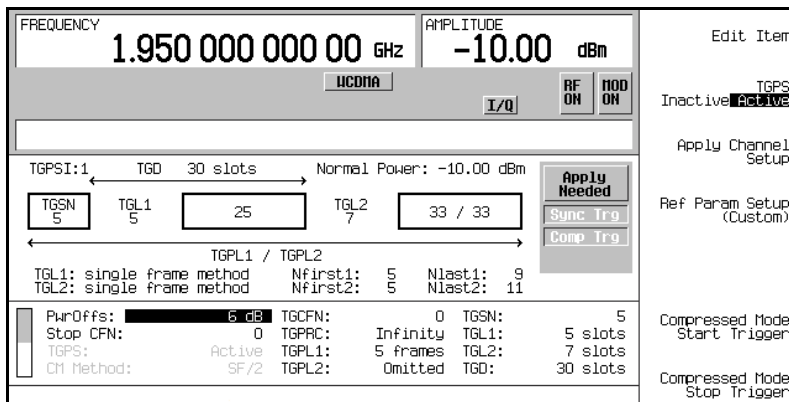 FREQUENCY
1.950 000 000 00 GHz
AMPLITUDE
-10.00 dBm
WCDMA
I/Q
RF ON
MOD ON
TGPSI:1 TGD 30 slots Normal Power: -10.00 dBm
TGSN 5
TGL1 5
25
TGL2 7
33 / 33
TGPL1 / TGPL2
Apply Needed
Sync Trg
Comp Trg
TGL1: single frame method Nfirst1: 5 Nlast1: 9
TGL2: single frame method Nfirst2: 5 Nlast2: 11
PwrOffs: 6 dB TGCFN: 0 TGSN: 5
Stop CFN: 0 TGPRC: Infinity TGL1: 5 slots
TGPS: Active TGPL1: 5 frames TGL2: 7 slots
CM Method: SF/2 TGPL2: Omitted TGD: 30 slots
Edit Item
TGPS
Inactive Active
Apply Channel
Setup
Ref Param Setup
(Custom)
Compressed Mode
Start Trigger
Compressed Mode
Stop Trigger